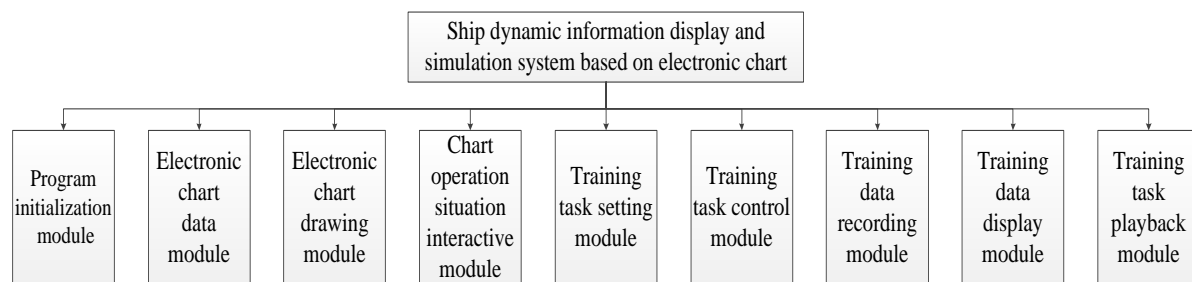 Ship dynamic information display and
simulation system based on electronic chart
Program
initialization
module
Electronic
chart
data
module
Electronic
chart
drawing
module
Chart
operation
situation
interactive
module
Training
task setting
module
Training
task control
module
Training
data
recording
module
Training
data
display
module
Training
task
playback
module